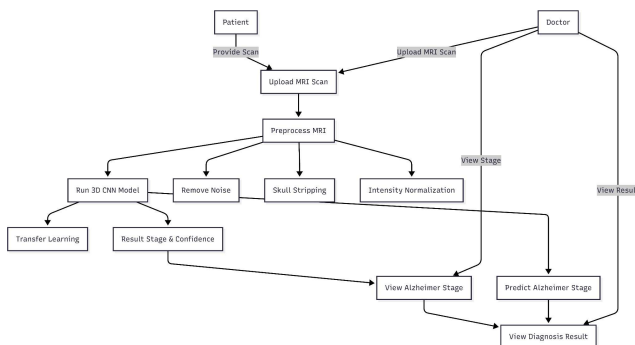 Patient
Doctor
Provide Scan
Upload MRI Scan
Upload MRI Scan
Preprocess MRI
View Stage
Run 3D CNN Model
Remove Noise
Skull Stripping
Intensity Normalization
View Result
Transfer Learning
Result Stage & Confidence
View Alzheimer Stage
Predict Alzheimer Stage
View Diagnosis Result